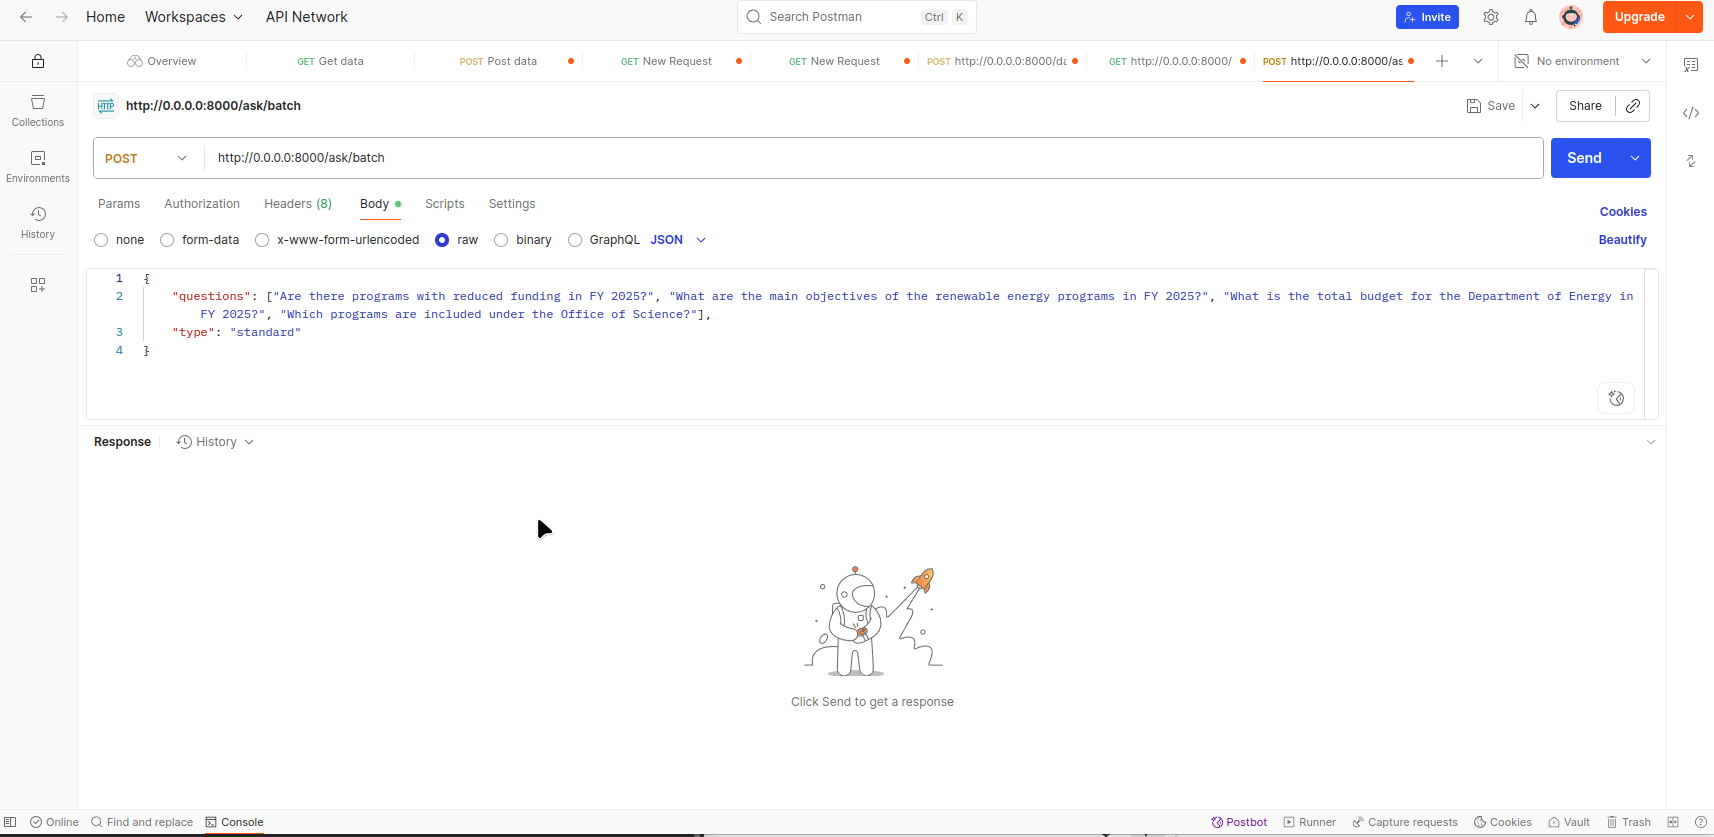 Home Workspaces API Network Search Postman Ctrl K Invite Upgrade
Overview GET Get data POST Post data GET New Request GET New Request POST http://0.0.0.0:8000/da GET http://0.0.0.0:8000/ POST http://0.0.0.0:8000/as No environment
HTTP http://0.0.0.0:8000/ask/batch Save Share
Collections
Environments
History
POST http://0.0.0.0:8000/ask/batch Send
Params Authorization Headers (8) Body Scripts Settings Cookies
none form-data x-www-form-urlencoded raw binary GraphQL JSON Beautify
1 {
2 "questions": ["Are there programs with reduced funding in FY 2025?", "What are the main objectives of the renewable energy programs in FY 2025?", "What is the total budget for the Department of Energy in
FY 2025?", "Which programs are included under the Office of Science?"],
3 "type": "standard"
4 }
Response History
Click Send to get a response
Online Find and replace Console Postbot Runner Capture requests Cookies Vault Trash